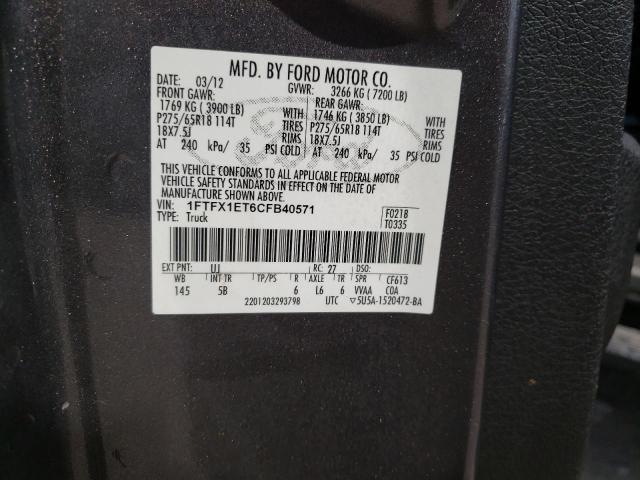 MFD. BY FORD MOTOR CO.
DATE: 03/12 GVWR: 3266 KG ( 7200 LB)
FRONT GAWR: REAR GAWR:
1769 KG ( 3900 LB) WITH 1746 KG ( 3850 LB) WITH
P275/65R18 114T TIRES P275/65R18 114T TIRES
18X7.5J RIMS 18X7.5J RIMS
AT 240 kPa/ 35 PSI COLD AT 240 kPa/ 35 PSI COLD
THIS VEHICLE CONFORMS TO ALL APPLICABLE FEDERAL MOTOR
VEHICLE SAFETY STANDARDS IN EFFECT ON THE DATE OF
MANUFACTURE SHOWN ABOVE.
VIN: 1FTFX1ET6CFB40571 F0218
TYPE: Truck T0335
EXT PNT: UJ RC: 27 DSO:
WB INT TR TP/PS R AXLE TR SPR CF613
145 5B 6 L6 6 VVAA COA
2201203293798 UTC ▽5U5A-1520472-BA
Ford